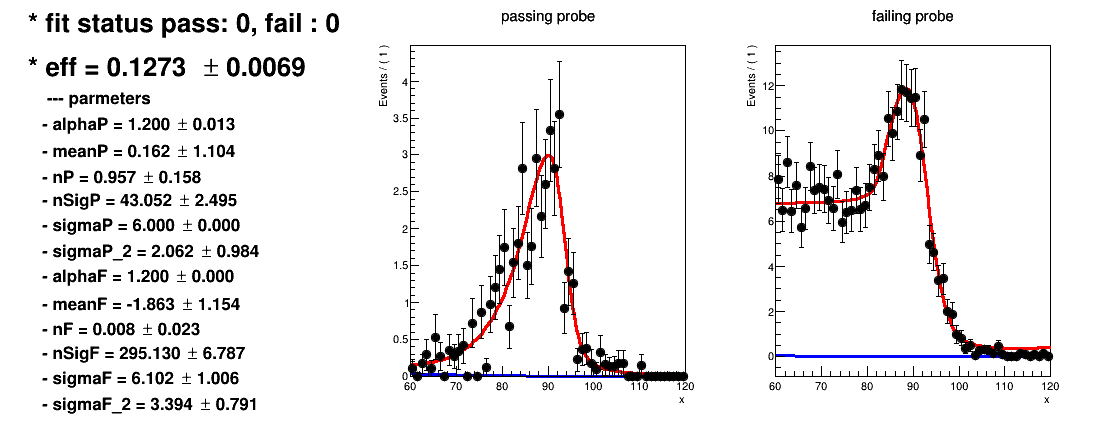 * fit status pass: 0, fail : 0
* eff = 0.1273 ± 0.0069
--- parmeters
- alphaP = 1.200 ± 0.013
- meanP = 0.162 ± 1.104
- nP = 0.957 ± 0.158
- nSigP = 43.052 ± 2.495
- sigmaP = 6.000 ± 0.000
- sigmaP_2 = 2.062 ± 0.984
- alphaF = 1.200 ± 0.000
- meanF = -1.863 ± 1.154
- nF = 0.008 ± 0.023
- nSigF = 295.130 ± 6.787
- sigmaF = 6.102 ± 1.006
- sigmaF_2 = 3.394 ± 0.791
passing probe
Events / ( 1 )
4
3.5
3
2.5
2
1.5
1
0.5
0
60 70 80 90 100 110 120
x
failing probe
Events / ( 1 )
12
10
8
6
4
2
0
60 70 80 90 100 110 120
x